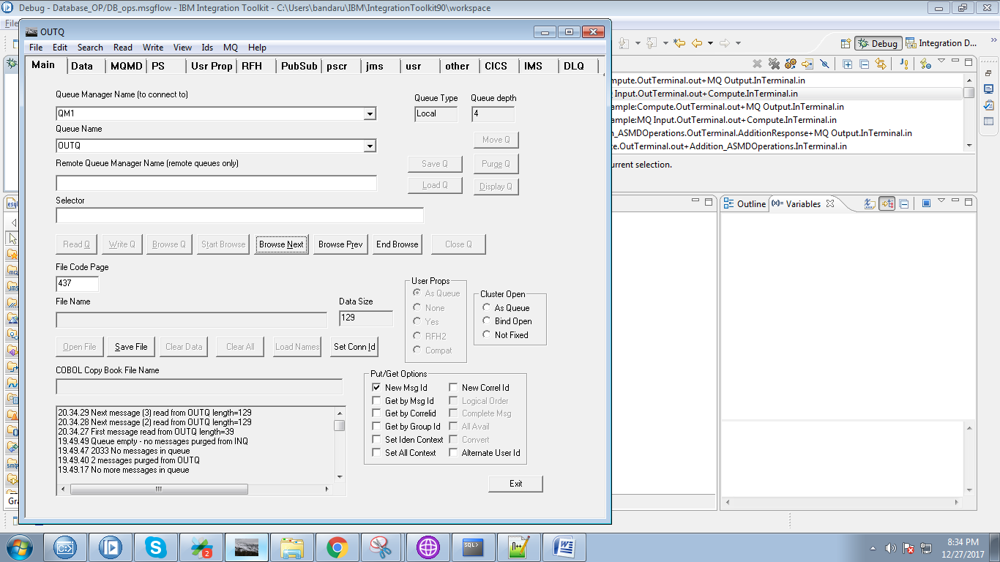 Debug - Database_OP/DB_ops.msgflow - IBM Integration Toolkit - C:\Users\bandaru\IBM\IntegrationToolkit90\workspace
File
OUTQ
File Edit Search Read Write View Ids MQ Help
Main Data MQMD PS Usr Prop RFH PubSub pscr jms usr other CICS IMS DLQ
Debug Integration D...
Queue Manager Name (to connect to)
Queue Type Queue depth
QM1
Local 4
Queue Name
OUTQ
Move Q
Remote Queue Manager Name (remote queues only)
Save Q Purge Q
Load Q Display Q
Selector
Read Q Write Q Browse Q Start Browse Browse Next Browse Prev End Browse Close Q
File Code Page
437
File Name
Data Size
129
Open File Save File Clear Data Clear All Load Names Set Conn Id
COBOL Copy Book File Name
User Props
As Queue
None
Yes
RFH2
Compat
Cluster Open
As Queue
Bind Open
Not Fixed
Put/Get Options
New Msg Id New Correl Id
Get by Msg Id Logical Order
Get by Correlid Complete Msg
Get by Group Id All Avail
Set Iden Context Convert
Set All Context Alternate User Id
20.34.29 Next message (3) read from OUTQ length=129
20.34.28 Next message (2) read from OUTQ length=129
20.34.27 First message read from OUTQ length=39
19.49.49 Queue empty - no messages purged from INQ
19.49.47 2033 No messages in queue
19.49.40 2 messages purged from OUTQ
19.49.17 No more messages in queue
Exit
mpute.OutTerminal.out+MQ Output.InTerminal.in
Input.OutTerminal.out+Compute.InTerminal.in
ample:Compute.OutTerminal.out+MQ Output.InTerminal.in
ample:MQ Input.OutTerminal.out+Compute.InTerminal.in
n_ASMDOperations.OutTerminal.AdditionResponse+MQ Output.InTerminal.in
te.OutTerminal.out+Addition_ASMDOperations.InTerminal.in
urrent selection.
Outline Variables
esql
Gra
2
SQL>
8:34 PM
12/27/2017